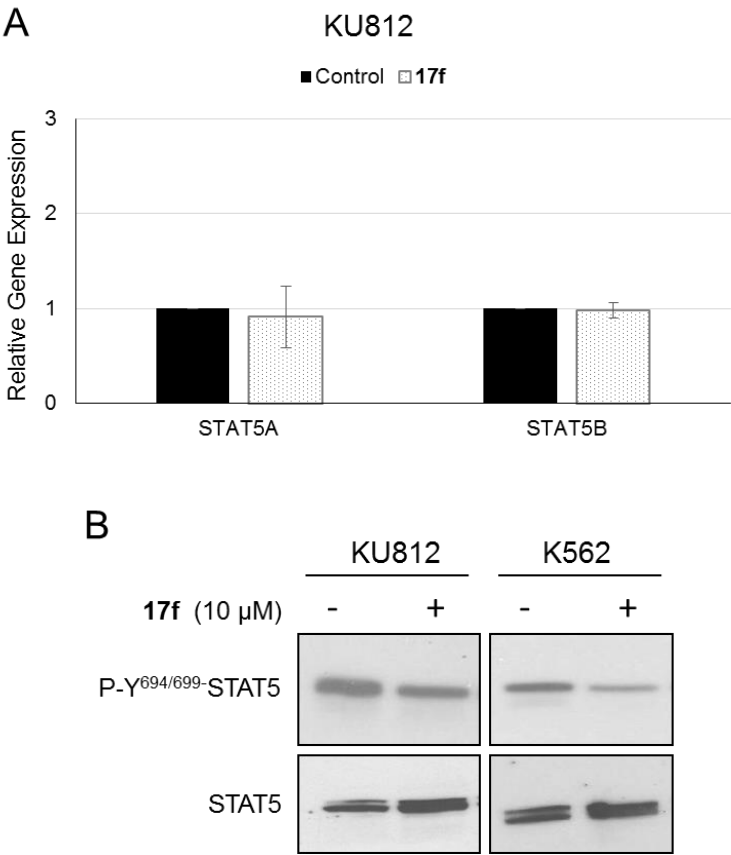 A
KU812
Control 17f
Relative Gene Expression
3
2
1
0
STAT5A STAT5B
B
KU812 K562
17f (10 µM) - + - +
P-Y694/699-STAT5
STAT5